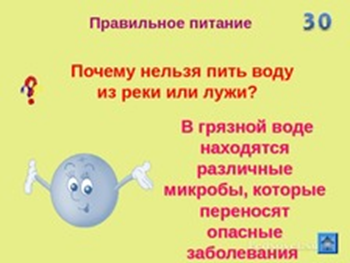 Правильное питание
30
Почему нельзя пить воду
из реки или лужи?
В грязной воде
находятся
различные
микробы, которые
переносят
опасные
заболевания